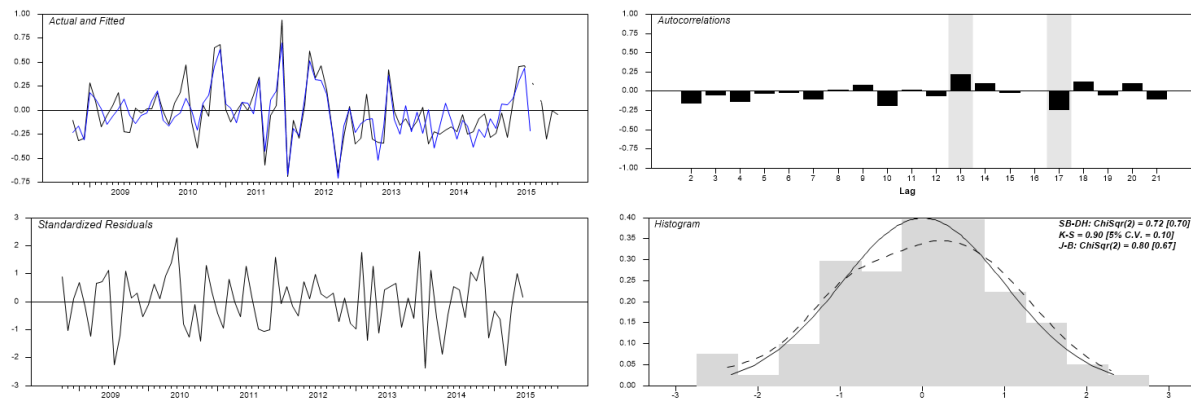 Actual and Fitted
1.00
0.75
0.50
0.25
0.00
-0.25
-0.50
-0.75
2009 2010 2011 2012 2013 2014 2015
Autocorrelations
1.00
0.75
0.50
0.25
0.00
-0.25
-0.50
-0.75
-1.00
2 3 4 5 6 7 8 9 10 11 12 13 14 15 16 17 18 19 20 21
Lag
Standardized Residuals
3
2
1
0
-1
-2
-3
2009 2010 2011 2012 2013 2014 2015
Histogram
SB-DH: ChiSqr(2) = 0.72 [0.70]
K-S = 0.90 [5% C.V. = 0.10]
J-B: ChiSqr(2) = 0.80 [0.67]
0.40
0.35
0.30
0.25
0.20
0.15
0.10
0.05
0.00
-3 -2 -1 0 1 2 3